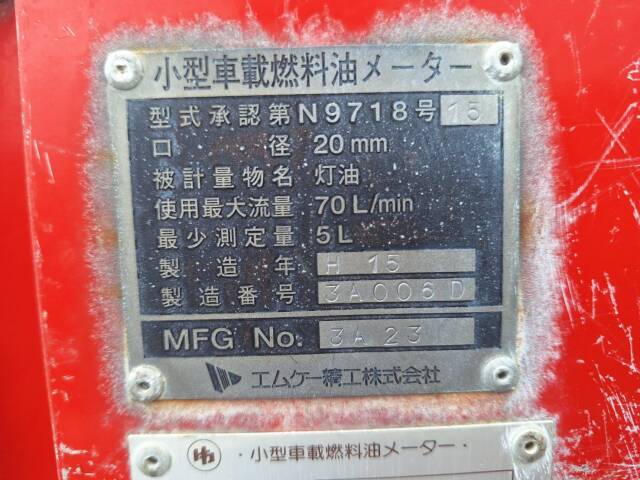 小型車載燃料油メーター
型式承認第N9718号 15
口径 20mm
被計量物名 灯油
使用最大流量 70L/min
最少測定量 5L
製造年 H 15
製造番号 3A006D
MFG No. 3A23
エムケー精工株式会社
・小型車載燃料油メーター・